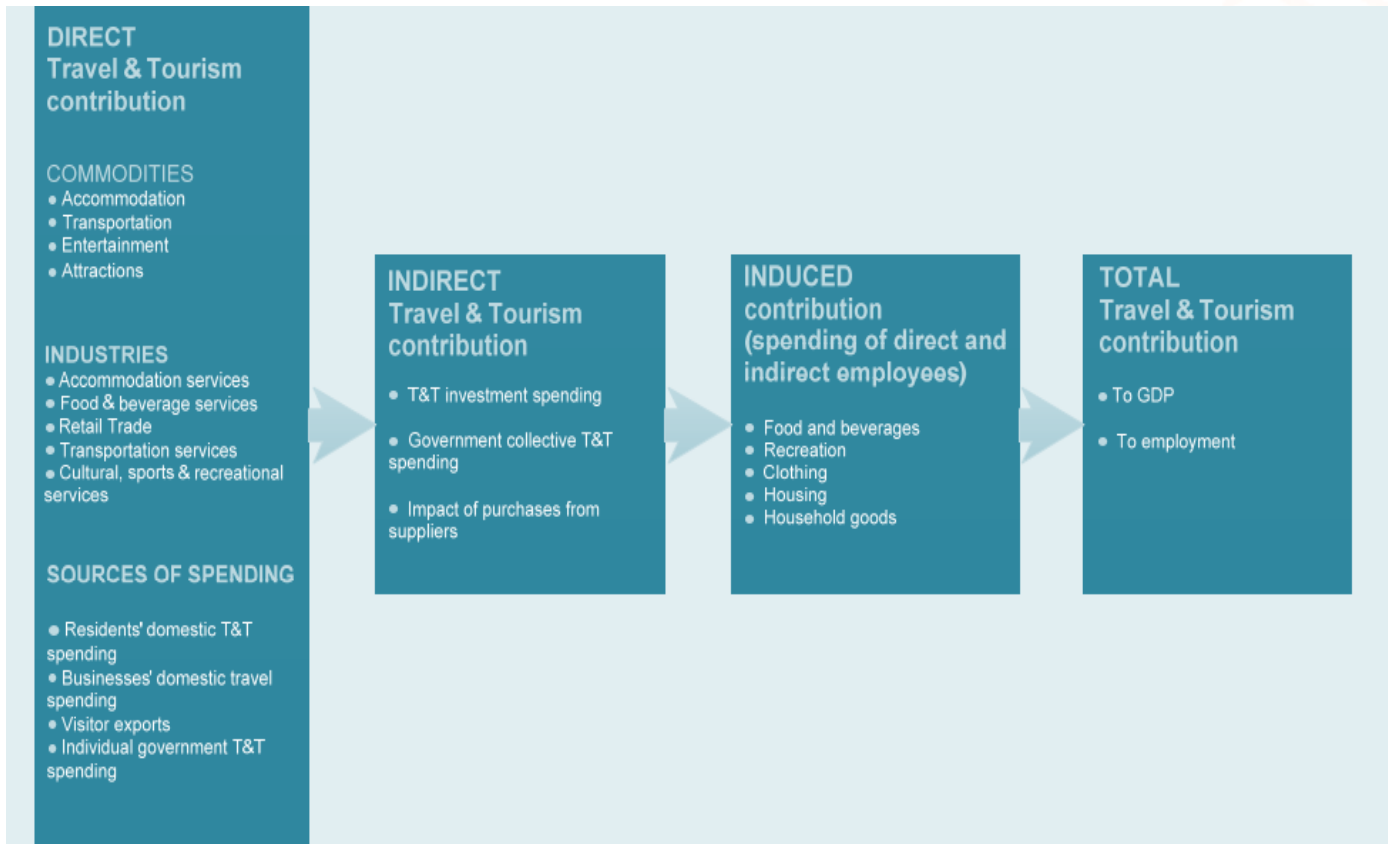 DIRECT
Travel & Tourism
contribution
COMMODITIES
• Accommodation
• Transportation
• Entertainment
• Attractions
INDUSTRIES
• Accommodation services
• Food & beverage services
• Retail Trade
• Transportation services
• Cultural, sports & recreational
services
SOURCES OF SPENDING
• Residents' domestic T&T
spending
• Businesses' domestic travel
spending
• Visitor exports
• Individual government T&T
spending
INDIRECT
Travel & Tourism
contribution
• T&T investment spending
• Government collective T&T
spending
• Impact of purchases from
suppliers
INDUCED
contribution
(spending of direct and
indirect employees)
• Food and beverages
• Recreation
• Clothing
• Housing
• Household goods
TOTAL
Travel & Tourism
contribution
• To GDP
• To employment